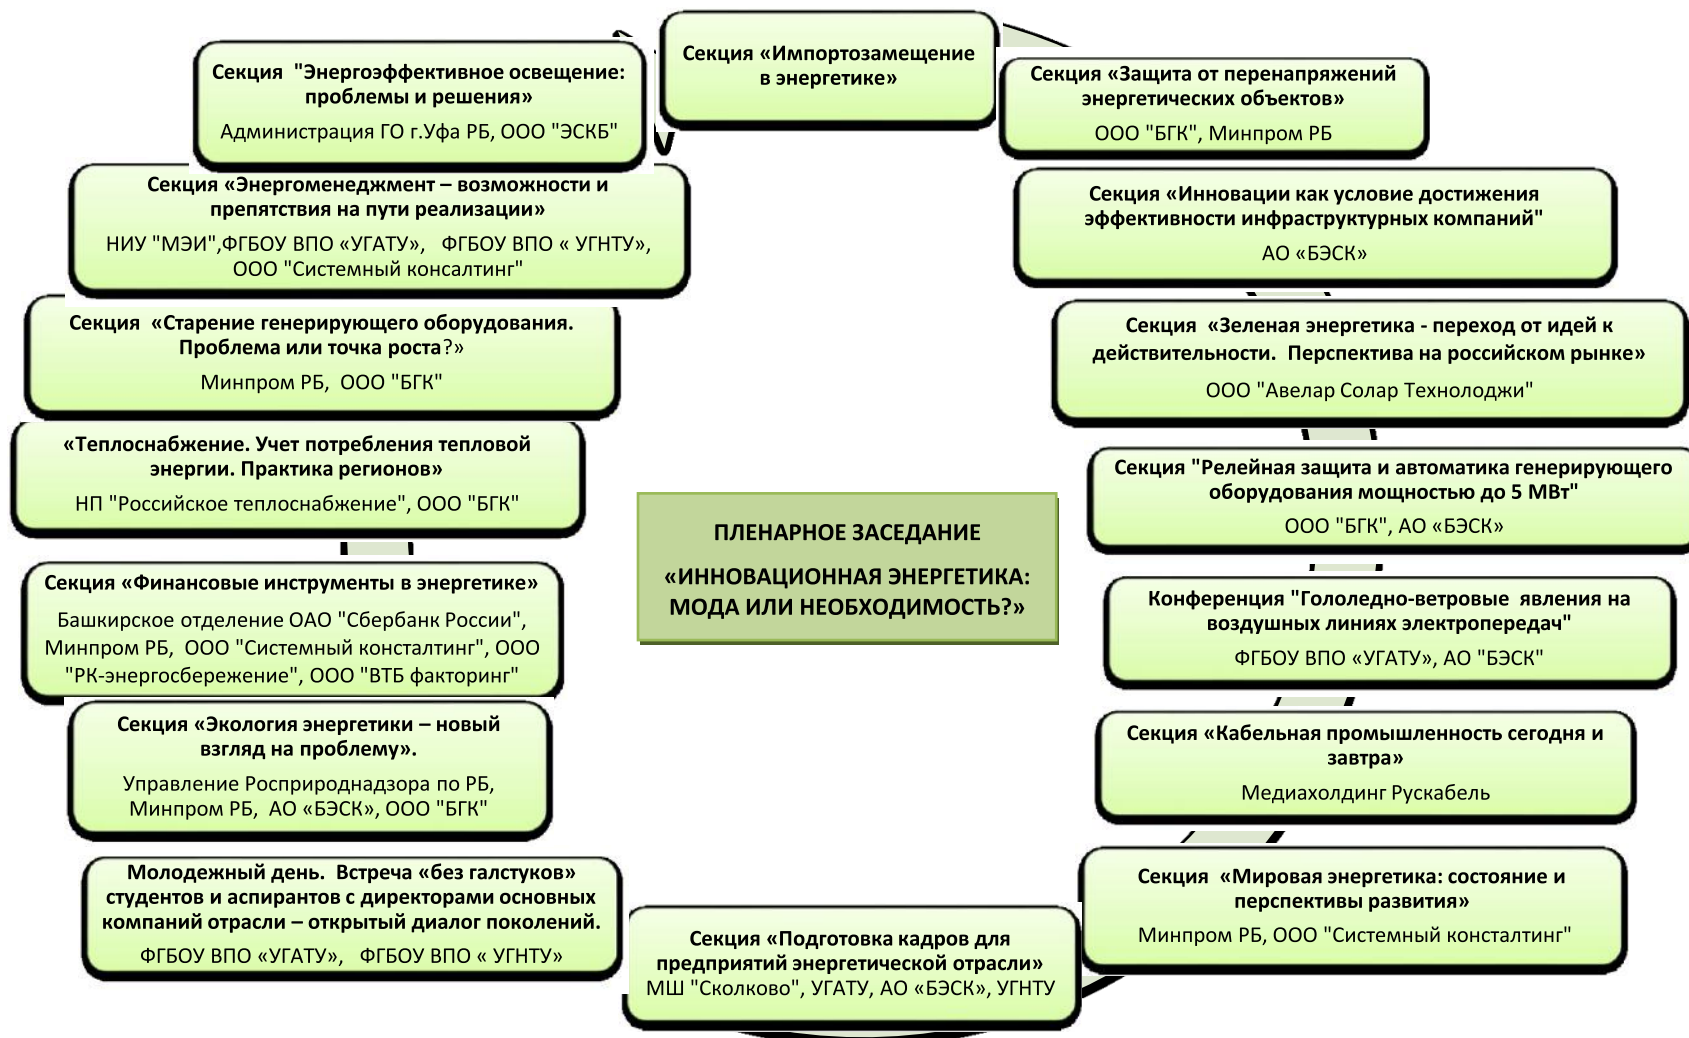 Секция «Импортозамещение
в энергетике»
Секция "Энергоэффективное освещение:
проблемы и решения»
Администрация ГО г.Уфа РБ, ООО "ЭСКБ"
Секция «Защита от перенапряжений
энергетических объектов»
ООО "БГК", Минпром РБ
Секция «Энергоменеджмент – возможности и
препятствия на пути реализации»
НИУ "МЭИ",ФГБОУ ВПО «УГАТУ», ФГБОУ ВПО « УГНТУ»,
ООО "Системный консалтинг"
Секция «Инновации как условие достижения
эффективности инфраструктурных компаний"
АО «БЭСК»
Секция «Старение генерирующего оборудования.
Проблема или точка роста?»
Минпром РБ, ООО "БГК"
Секция «Зеленая энергетика - переход от идей к
действительности. Перспектива на российском рынке»
ООО "Авелар Солар Технолоджи"
«Теплоснабжение. Учет потребления тепловой
энергии. Практика регионов»
НП "Российское теплоснабжение", ООО "БГК"
Секция "Релейная защита и автоматика генерирующего
оборудования мощностью до 5 МВт"
ООО "БГК", АО «БЭСК»
ПЛЕНАРНОЕ ЗАСЕДАНИЕ
«ИННОВАЦИОННАЯ ЭНЕРГЕТИКА:
МОДА ИЛИ НЕОБХОДИМОСТЬ?»
Секция «Финансовые инструменты в энергетике»
Башкирское отделение ОАО "Сбербанк России",
Минпром РБ, ООО "Системный консталтинг", ООО
"РК-энергосбережение", ООО "ВТБ факторинг"
Конференция "Гололедно-ветровые явления на
воздушных линиях электропередач"
ФГБОУ ВПО «УГАТУ», АО "БЭСК"
Секция «Экология энергетики – новый
взгляд на проблему».
Управление Росприроднадзора по РБ,
Минпром РБ, АО «БЭСК», ООО "БГК"
Секция «Кабельная промышленность сегодня и
завтра»
Медиахолдинг Рускабель
Молодежный день. Встреча «без галстуков»
студентов и аспирантов с директорами основных
компаний отрасли – открытый диалог поколений.
ФГБОУ ВПО «УГАТУ», ФГБОУ ВПО « УГНТУ»
Секция «Мировая энергетика: состояние и
перспективы развития»
Минпром РБ, ООО "Системный консталтинг"
Секция «Подготовка кадров для
предприятий энергетической отрасли»
МШ "Сколково", УГАТУ, АО «БЭСК», УГНТУ